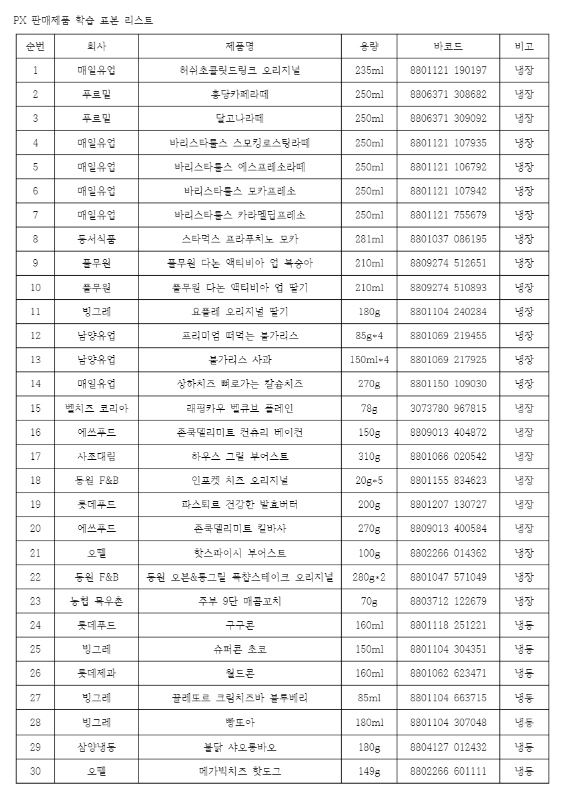 PX 판매제품 학습 표본 리스트
순번 회사 제품명 용량 바코드 비고
1 매일유업 허쉬초콜릿드링크 오리지널 235ml 8801121 190197 냉장
2 푸르밀 흥당카페라떼 250ml 8806371 308682 냉장
3 푸르밀 달고나라떼 250ml 8806371 309092 냉장
4 매일유업 바리스타룰스 스모킹로스팅라떼 250ml 8801121 107935 냉장
5 매일유업 바리스타룰스 에스프레소라떼 250ml 8801121 106792 냉장
6 매일유업 바리스타룰스 모카프레소 250ml 8801121 107942 냉장
7 매일유업 바리스타룰스 카라멜딥프레소 250ml 8801121 755679 냉장
8 동서식품 스타벅스 프라푸치노 모카 281ml 8801037 086195 냉장
9 풀무원 풀무원 다논 액티비아 업 복숭아 210ml 8809274 512651 냉장
10 풀무원 풀무원 다논 액티비아 업 딸기 210ml 8809274 510893 냉장
11 빙그레 요플레 오리지널 딸기 180g 8801104 240284 냉장
12 남양유업 프리미엄 떠먹는 불가리스 85g*4 8801069 219455 냉장
13 남양유업 불가리스 사과 150ml*4 8801069 217925 냉장
14 매일유업 상하치즈 뼈로가는 칼슘치즈 270g 8801150 109030 냉장
15 벨치즈 코리아 래핑카우 벨큐브 플레인 78g 3073780 967815 냉장
16 에쓰푸드 존쿡델리미트 컨츄리 베이컨 150g 8809013 404872 냉장
17 사조대림 하우스 그릴 부어스트 310g 8801066 020542 냉장
18 동원 F&B 인포켓 치즈 오리지널 20g*5 8801155 834623 냉장
19 롯데푸드 파스퇴르 건강한 발효버터 200g 8801207 130727 냉장
20 에쓰푸드 존쿡델리미트 킬바사 270g 8809013 400584 냉장
21 오뗄 핫스파이시 부어스트 100g 8802266 014362 냉장
22 동원 F&B 동원 오븐&통그릴 폭찹스테이크 오리지널 280g*2 8801047 571049 냉장
23 농협 목우촌 주부 9단 매콤꼬치 70g 8803712 122679 냉장
24 롯데푸드 구구콘 160ml 8801118 251221 냉동
25 빙그레 슈퍼콘 초코 150ml 8801104 304351 냉동
26 롯데제과 월드콘 160ml 8801062 623471 냉동
27 빙그레 끌레도르 크림치즈바 블루베리 85ml 8801104 663715 냉동
28 빙그레 빵또아 180ml 8801104 307048 냉동
29 삼양냉동 불닭 샤오롱바오 180g 8804127 012432 냉동
30 오뗄 메가빅치즈 핫도그 149g 8802266 601111 냉동